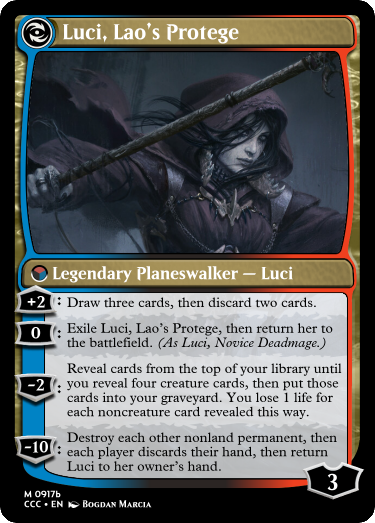 Luci, Lao's Protege
Legendary Planeswalker — Luci
+2: Draw three cards, then discard two cards.
0: Exile Luci, Lao's Protege, then return her to
the battlefield. (As Luci, Novice Deadmage.)
Reveal cards from the top of your library until
you reveal four creature cards, then put those
-2: cards into your graveyard. You lose 1 life for
each noncreature card revealed this way.
Destroy each other nonland permanent, then
-10: each player discards their hand, then return
Luci to her owner's hand.
3
M 0917b
CCC • EN Bogdan Marcia